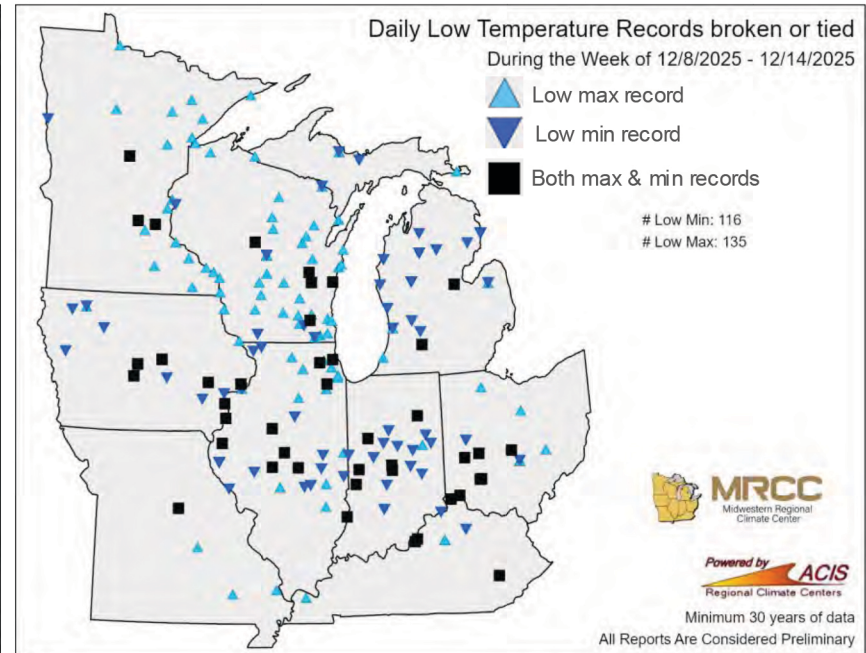 Daily Low Temperature Records broken or tied
During the Week of 12/8/2025 - 12/14/2025
Low max record
Low min record
Both max & min records
# Low Min: 116
# Low Max: 135
MRCC
Midwestern Regional
Climate Center
Powered by
ACIS
Regional Climate Centers
Minimum 30 years of data
All Reports Are Considered Preliminary